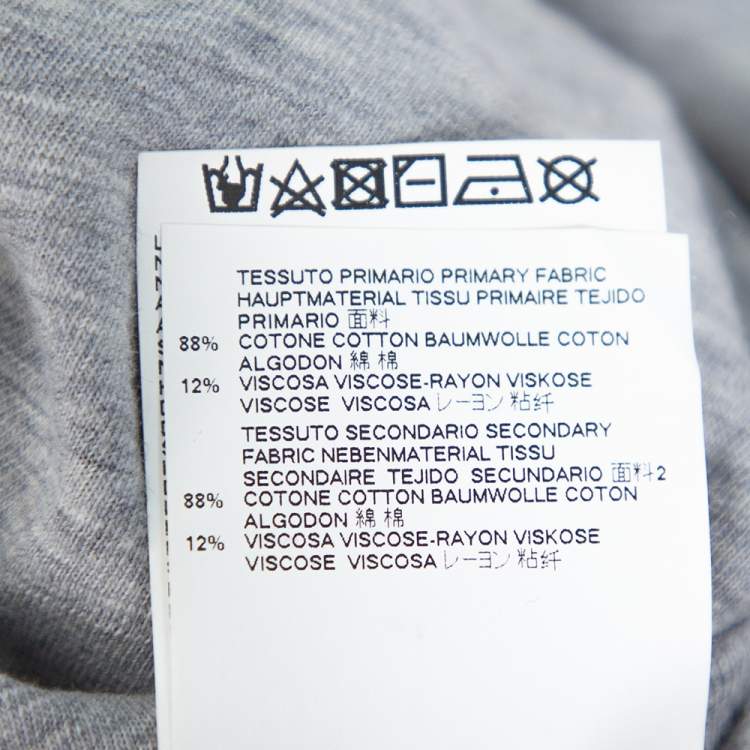 TESSUTO PRIMARIO PRIMARY FABRIC
HAUPTMATERIAL TISSU PRIMAIRE TEJIDO
PRIMARIO 面料
88% COTONE COTTON BAUMWOLLE COTON
ALGODON 綿 棉
12% VISCOSA VISCOSE-RAYON VISKOSE
VISCOSE VISCOSA レーヨン 粘纤
TESSUTO SECONDARIO SECONDARY
FABRIC NEBENMATERIAL TISSU
SECONDAIRE TEJIDO SECUNDARIO 面料2
88% COTONE COTTON BAUMWOLLE COTON
ALGODON 綿 棉
12% VISCOSA VISCOSE-RAYON VISKOSE
VISCOSE VISCOSA レーヨン 粘纤